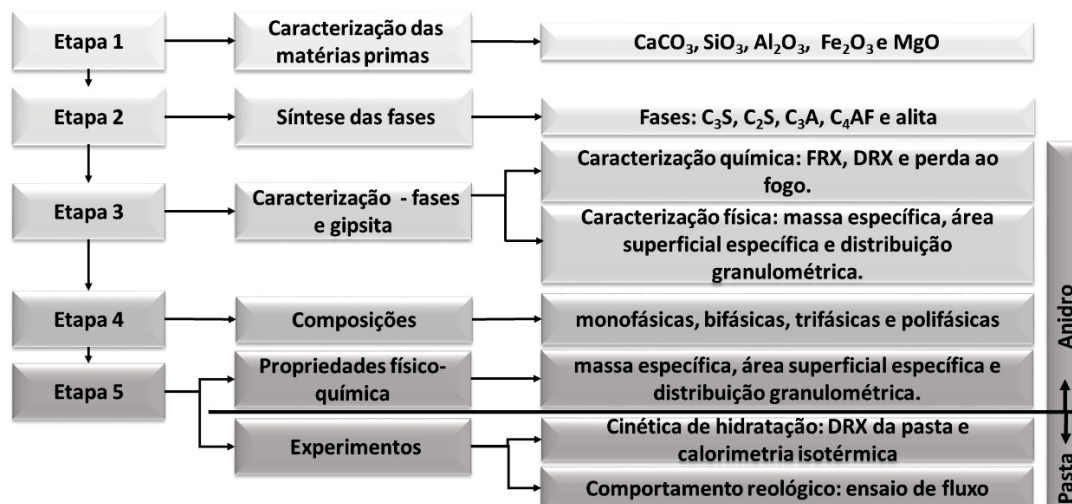 Etapa 1
Caracterização das
matérias primas
CaCO₃, SiO₃, Al₂O₃, Fe₂O₃ e MgO
Etapa 2
Síntese das fases
Fases: C₃S, C₂S, C₃A, C₄AF e alita
Etapa 3
Caracterização - fases
e gipsita
Caracterização química: FRX, DRX e perda ao
fogo.
Caracterização física: massa específica, área
superficial específica e distribuição
granulométrica.
Etapa 4
Composições
monofásicas, bifásicas, trifásicas e polifásicas
Etapa 5
Propriedades físico-
química
massa específica, área superficial específica e
distribuição granulométrica.
Experimentos
Cinética de hidratação: DRX da pasta e
calorimetria isotérmica
Comportamento reológico: ensaio de fluxo
Anidro
Pasta